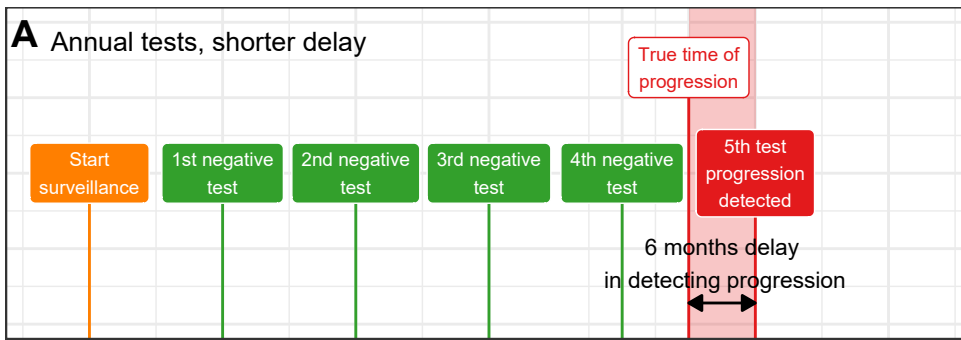 A Annual tests, shorter delay
True time of
progression
Start
surveillance
1st negative
test
2nd negative
test
3rd negative
test
4th negative
test
5th test
progression
detected
6 months delay
in detecting progression